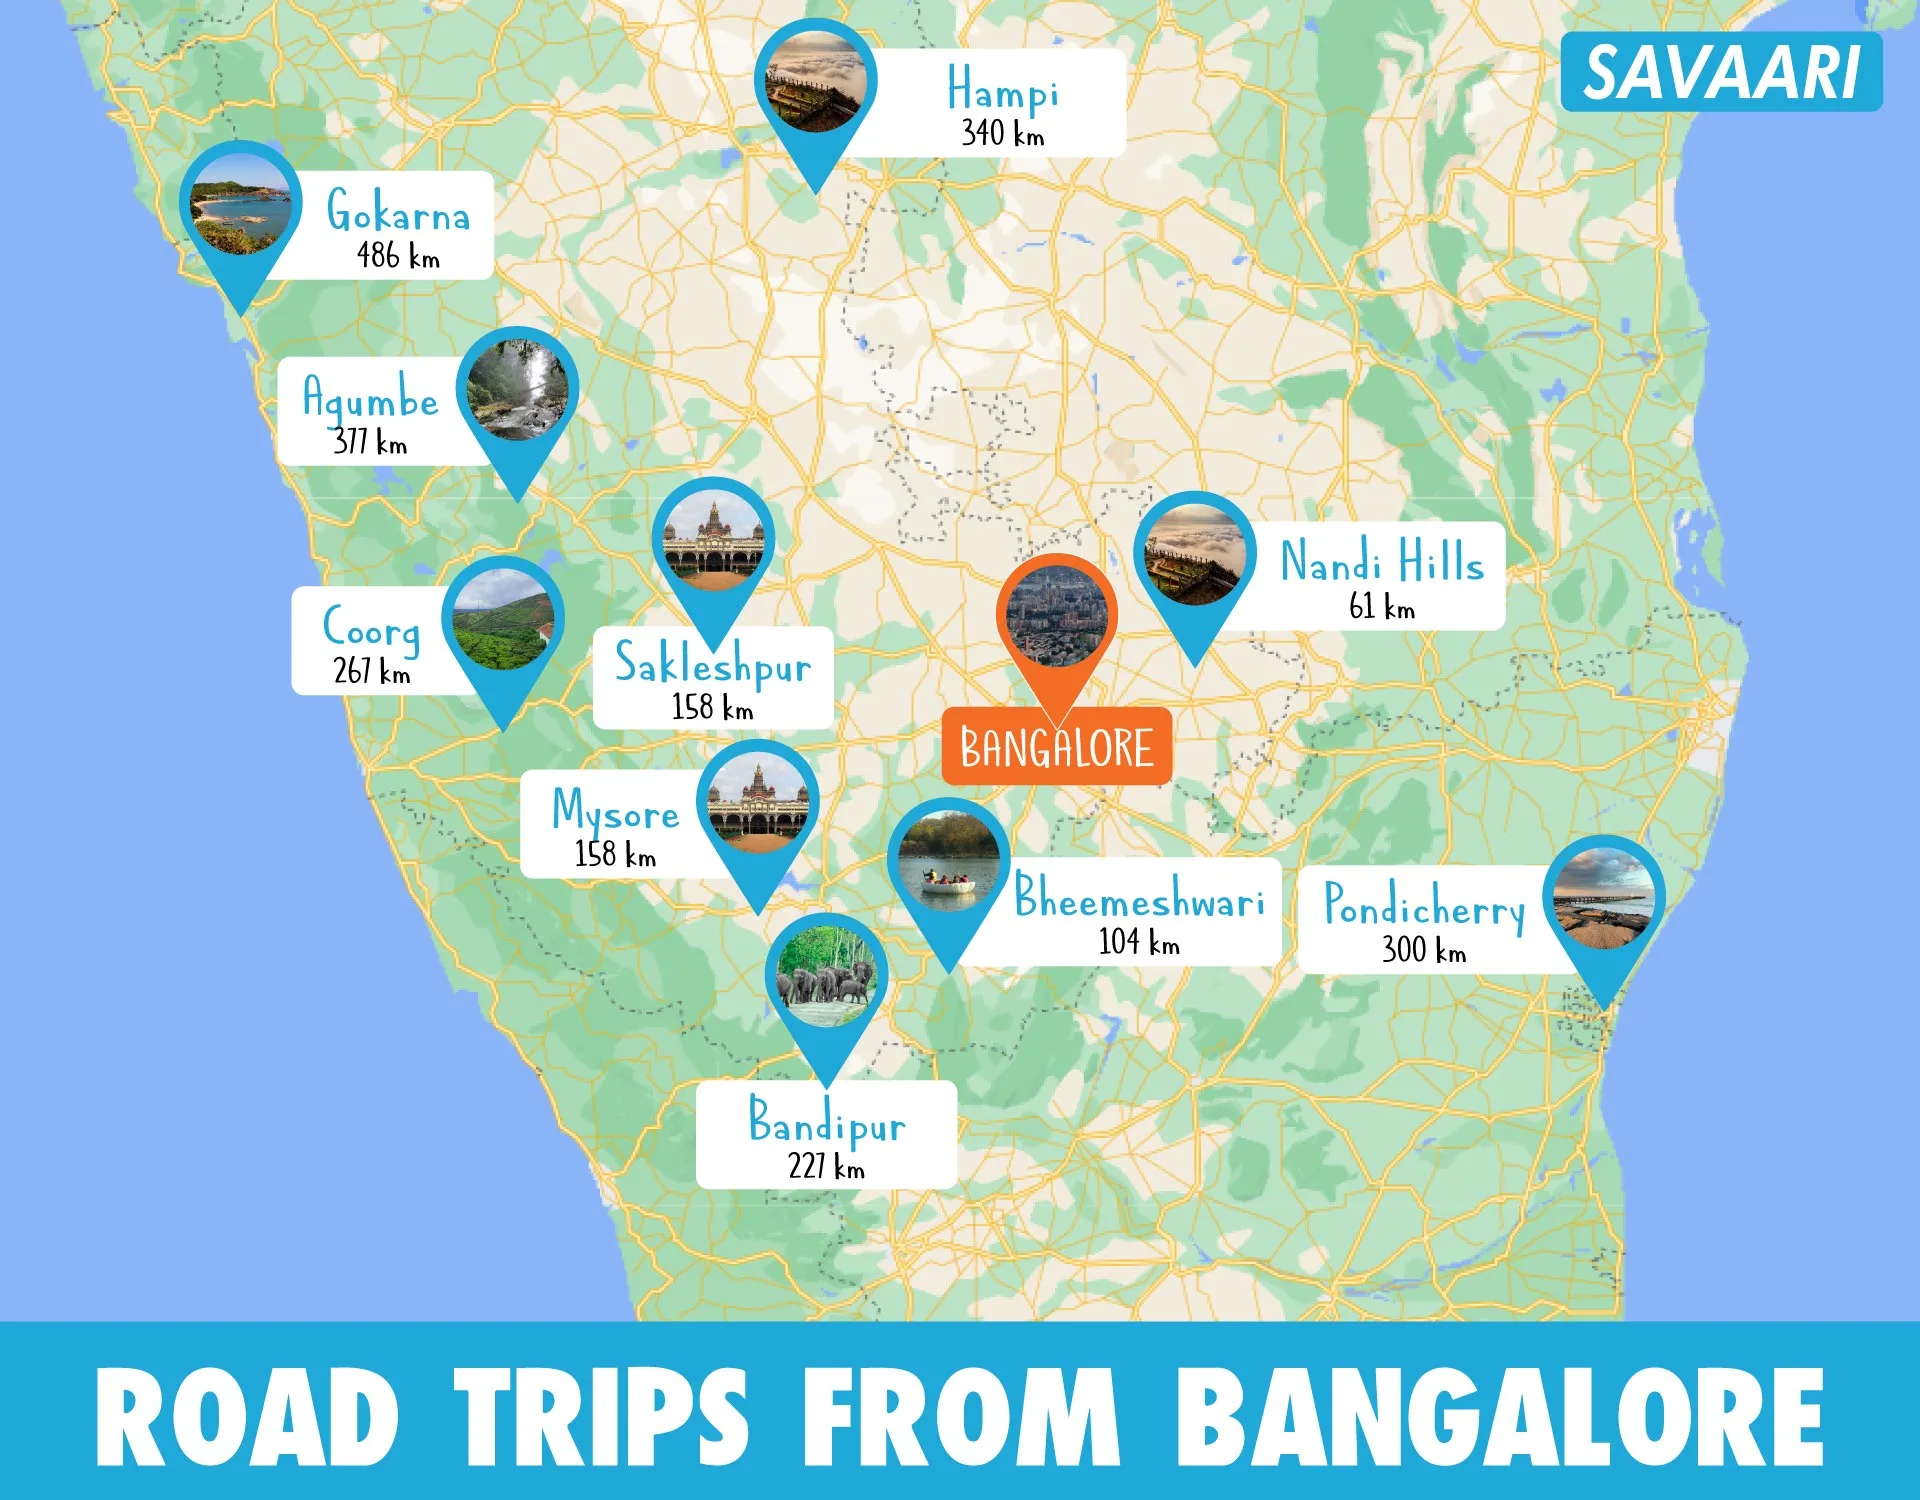 SAVAARI
Hampi
340 km
Gokarna
486 km
Agumbe
377 km
Nandi Hills
61 km
Coorg
267 km
Sakleshpur
158 km
BANGALORE
Mysore
158 km
Bheemeshwari
104 km
Pondicherry
300 km
Bandipur
227 km
ROAD TRIPS FROM BANGALORE